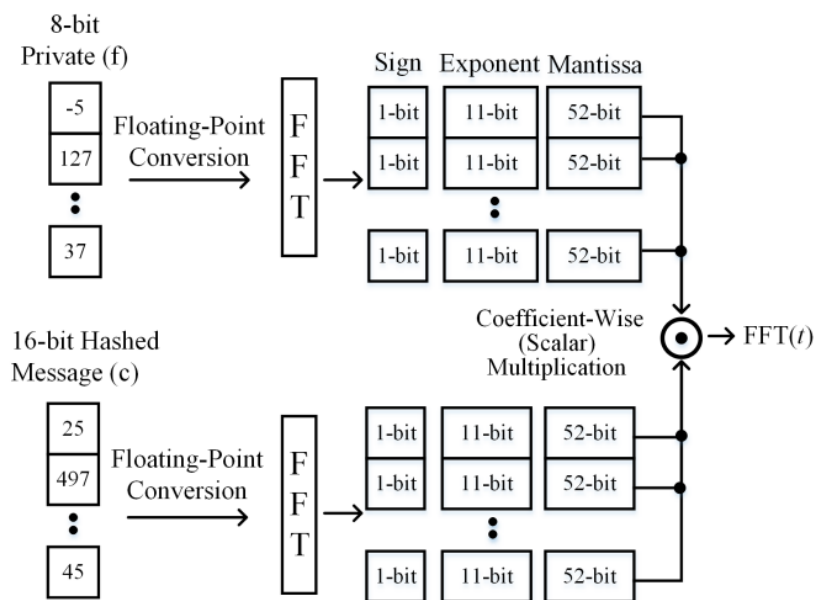 8-bit
Private (f)
-5
127
37
Floating-Point
Conversion
F
F
T
Sign Exponent Mantissa
1-bit 11-bit 52-bit
1-bit 11-bit 52-bit
1-bit 11-bit 52-bit
Coefficient-Wise
(Scalar)
Multiplication
FFT(t)
16-bit Hashed
Message (c)
25
497
45
Floating-Point
Conversion
F
F
T
1-bit 11-bit 52-bit
1-bit 11-bit 52-bit
1-bit 11-bit 52-bit